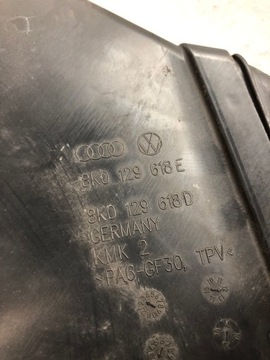 8K0 129 618 E
8K0 129 618 D
GERMANY
KMK 2
>PA6-GF30, TPV<